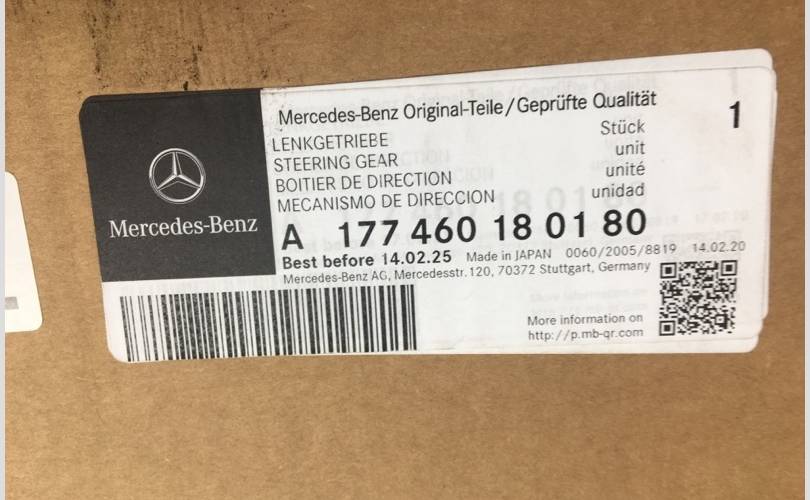 Mercedes-Benz Original-Teile/Geprüfte Qualität
1
LENKGETRIEBE Stück
STEERING GEAR unit
BOITIER DE DIRECTION unité
MECANISMO DE DIRECCION unidad
Mercedes-Benz
A 177 460 18 01 80
Best before 14.02.25 Made in JAPAN 0060/2005/8819 14.02.20
Mercedes-Benz AG, Mercedesstr. 120, 70372 Stuttgart, Germany
More information on
http://p.mb-qr.com